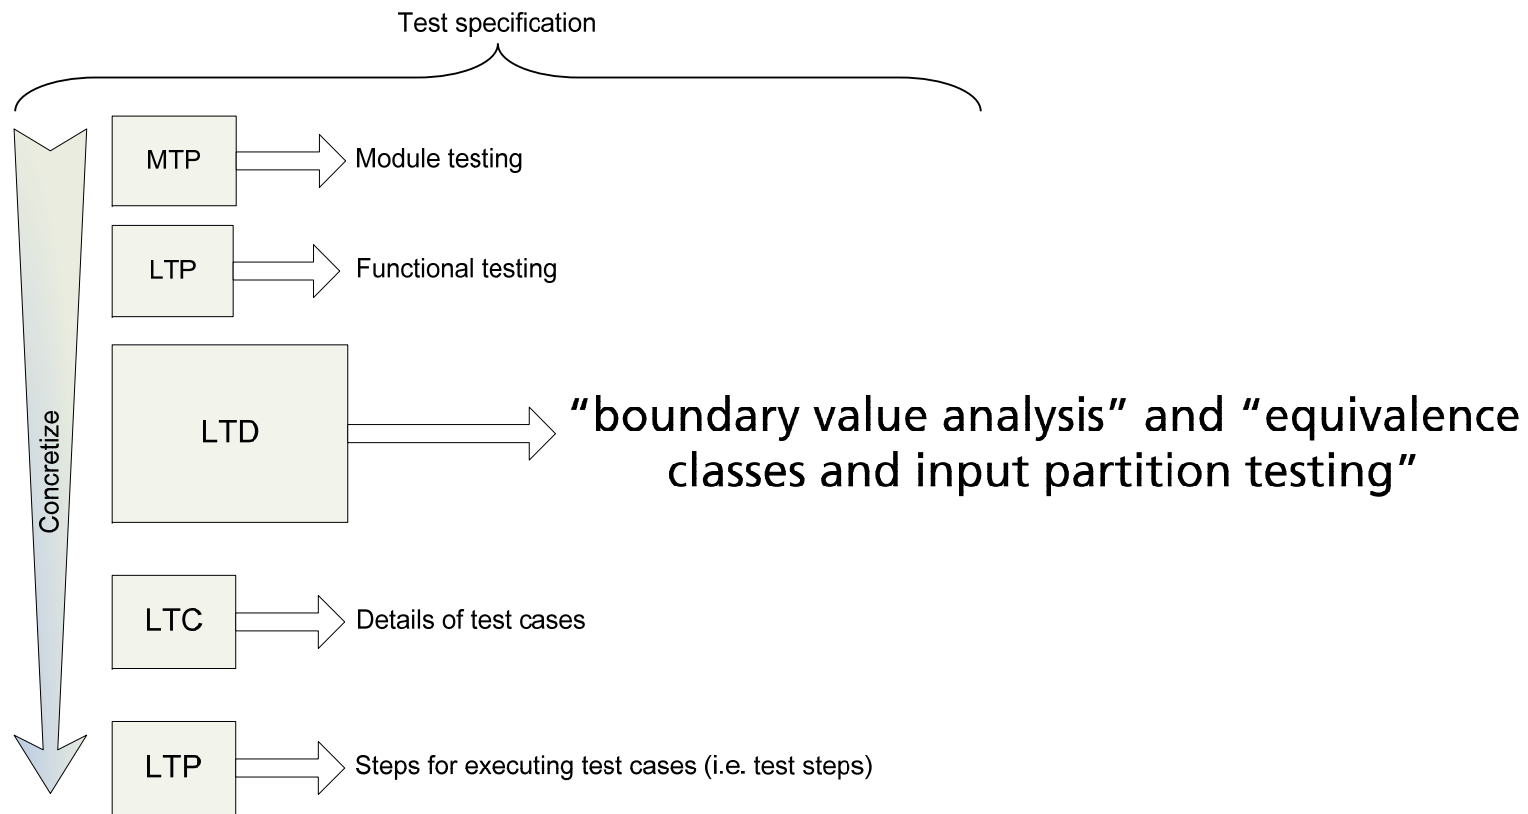 Test specification
MTP
Module testing
LTP
Functional testing
LTD
“boundary value analysis” and “equivalence
classes and input partition testing”
Concretize
LTC
Details of test cases
LTP
Steps for executing test cases (i.e. test steps)